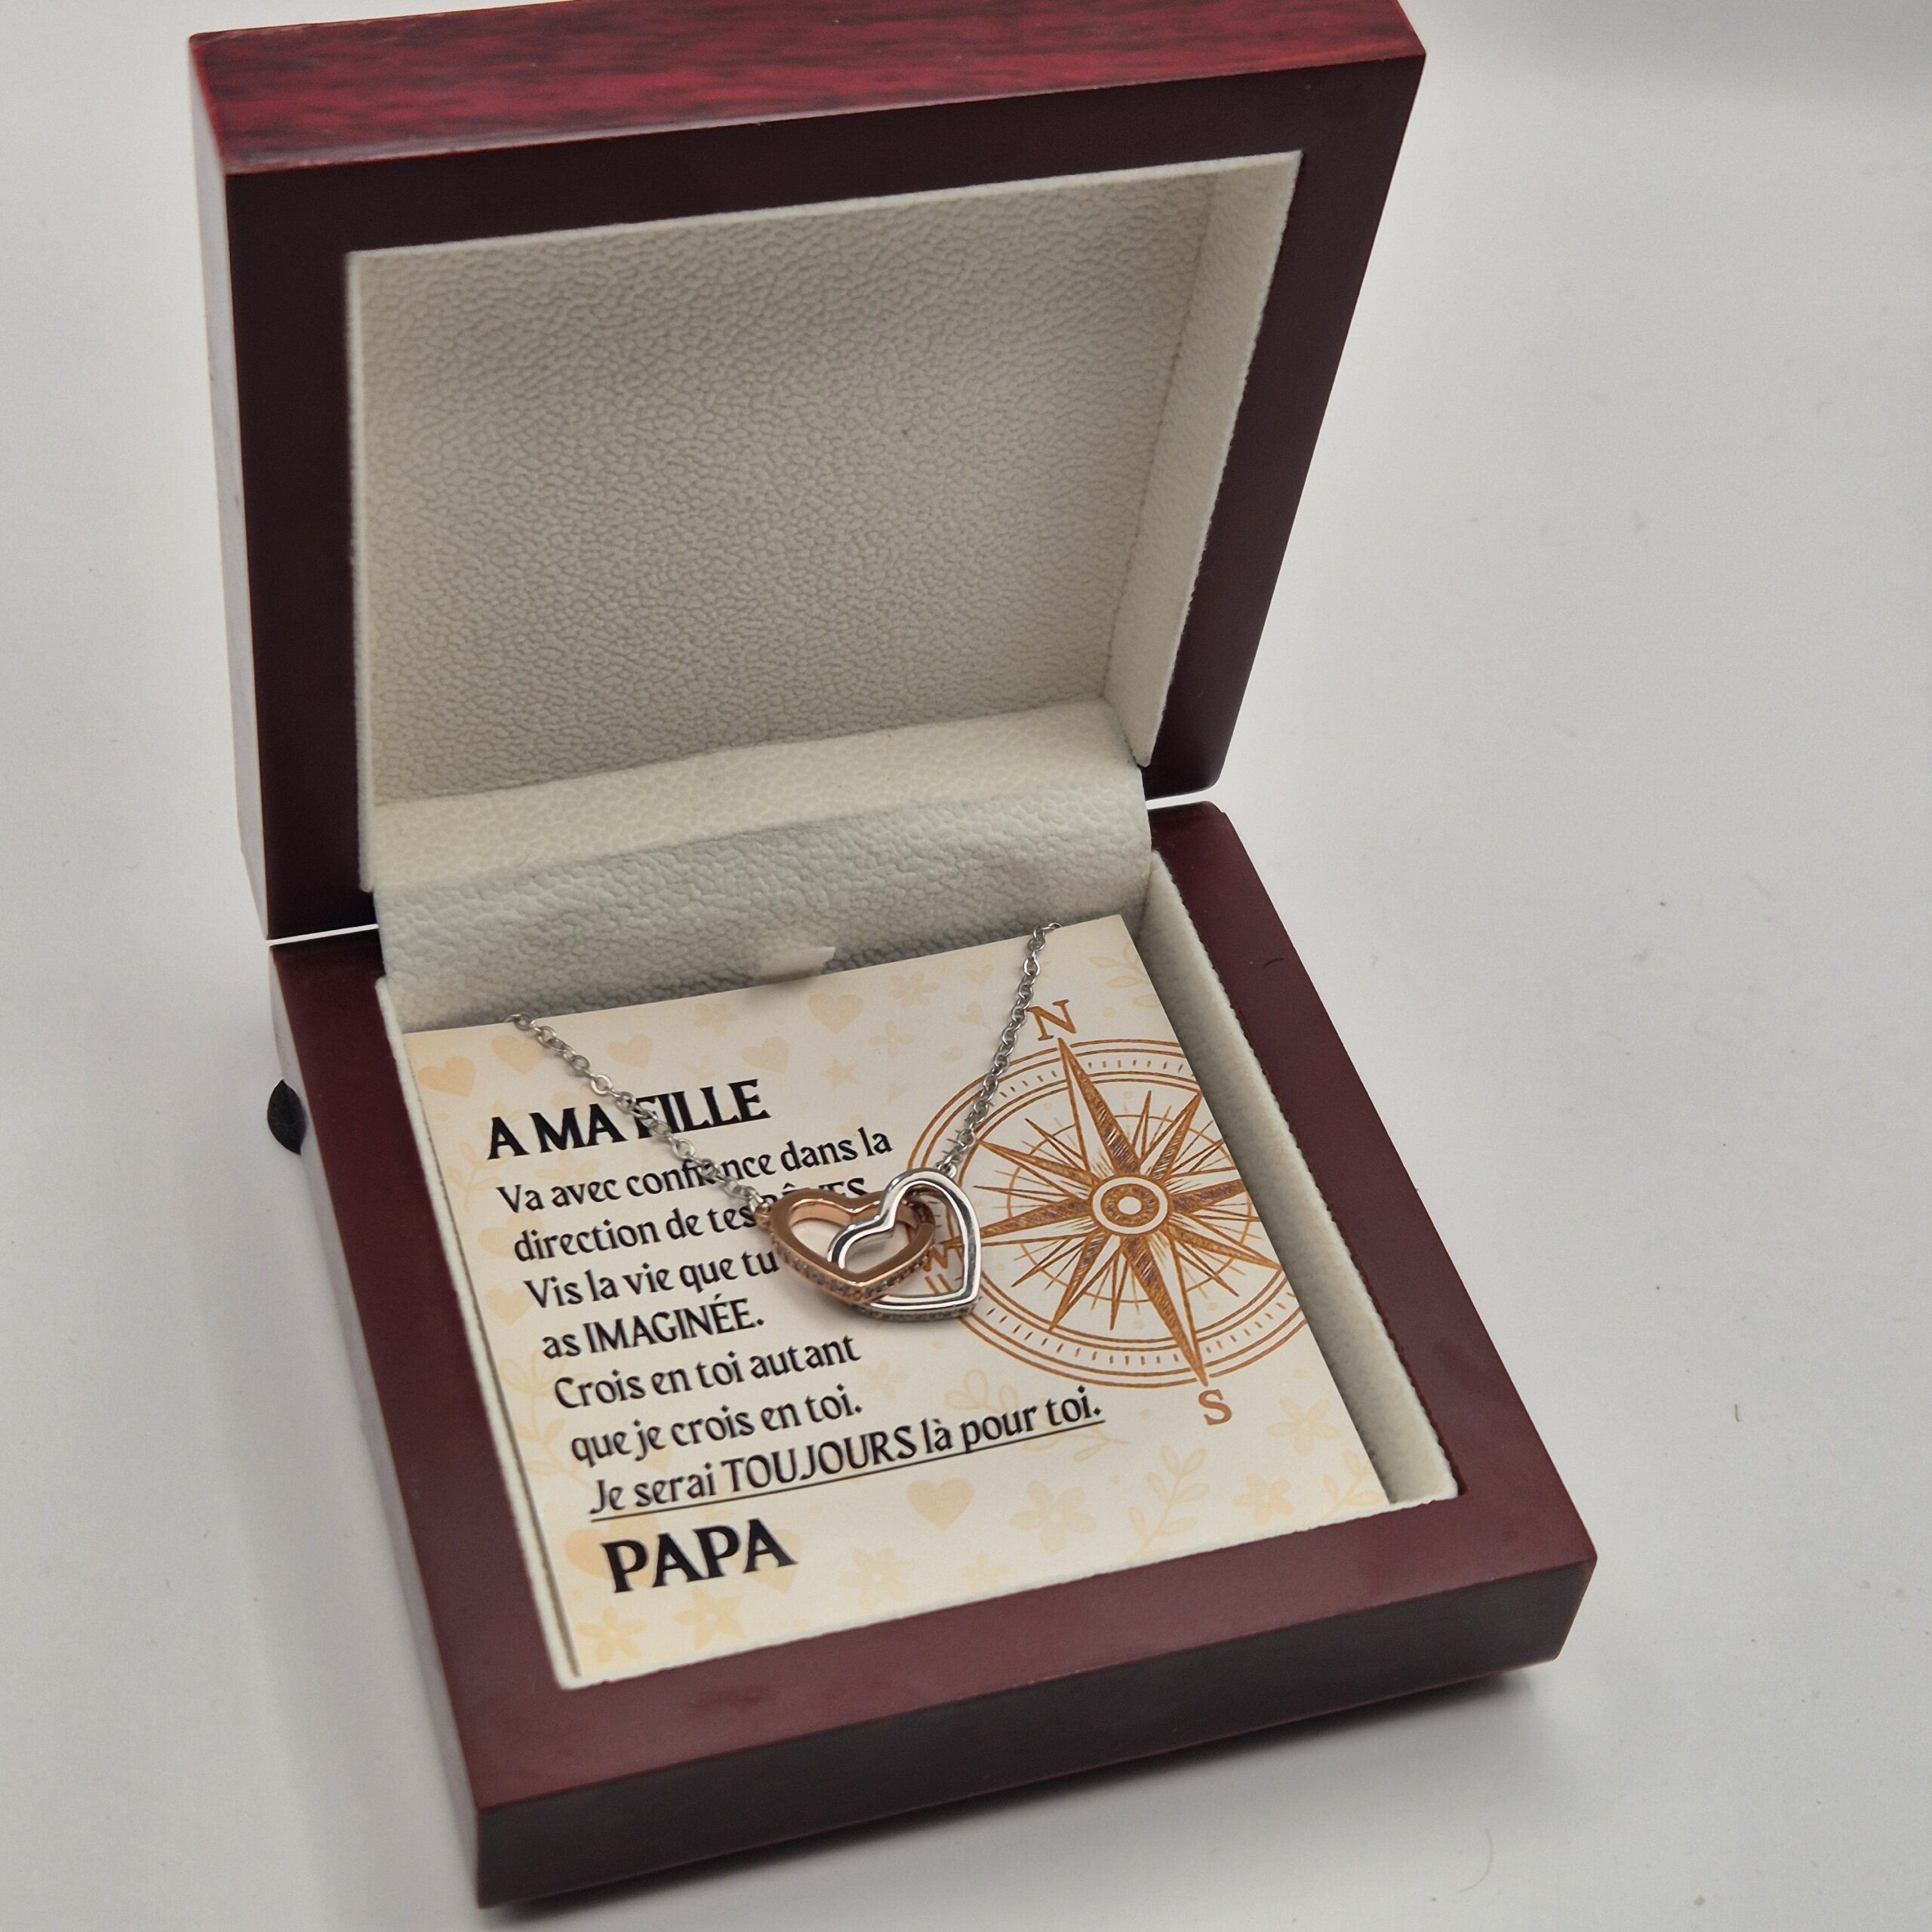 A MA FILLE
Va avec confiance dans la
direction de tes RÊVES
Vis la vie que tu
as IMAGINÉE.
Crois en toi autant
que je crois en toi.
Je serai TOUJOURS là pour toi.
PAPA
N
W
S